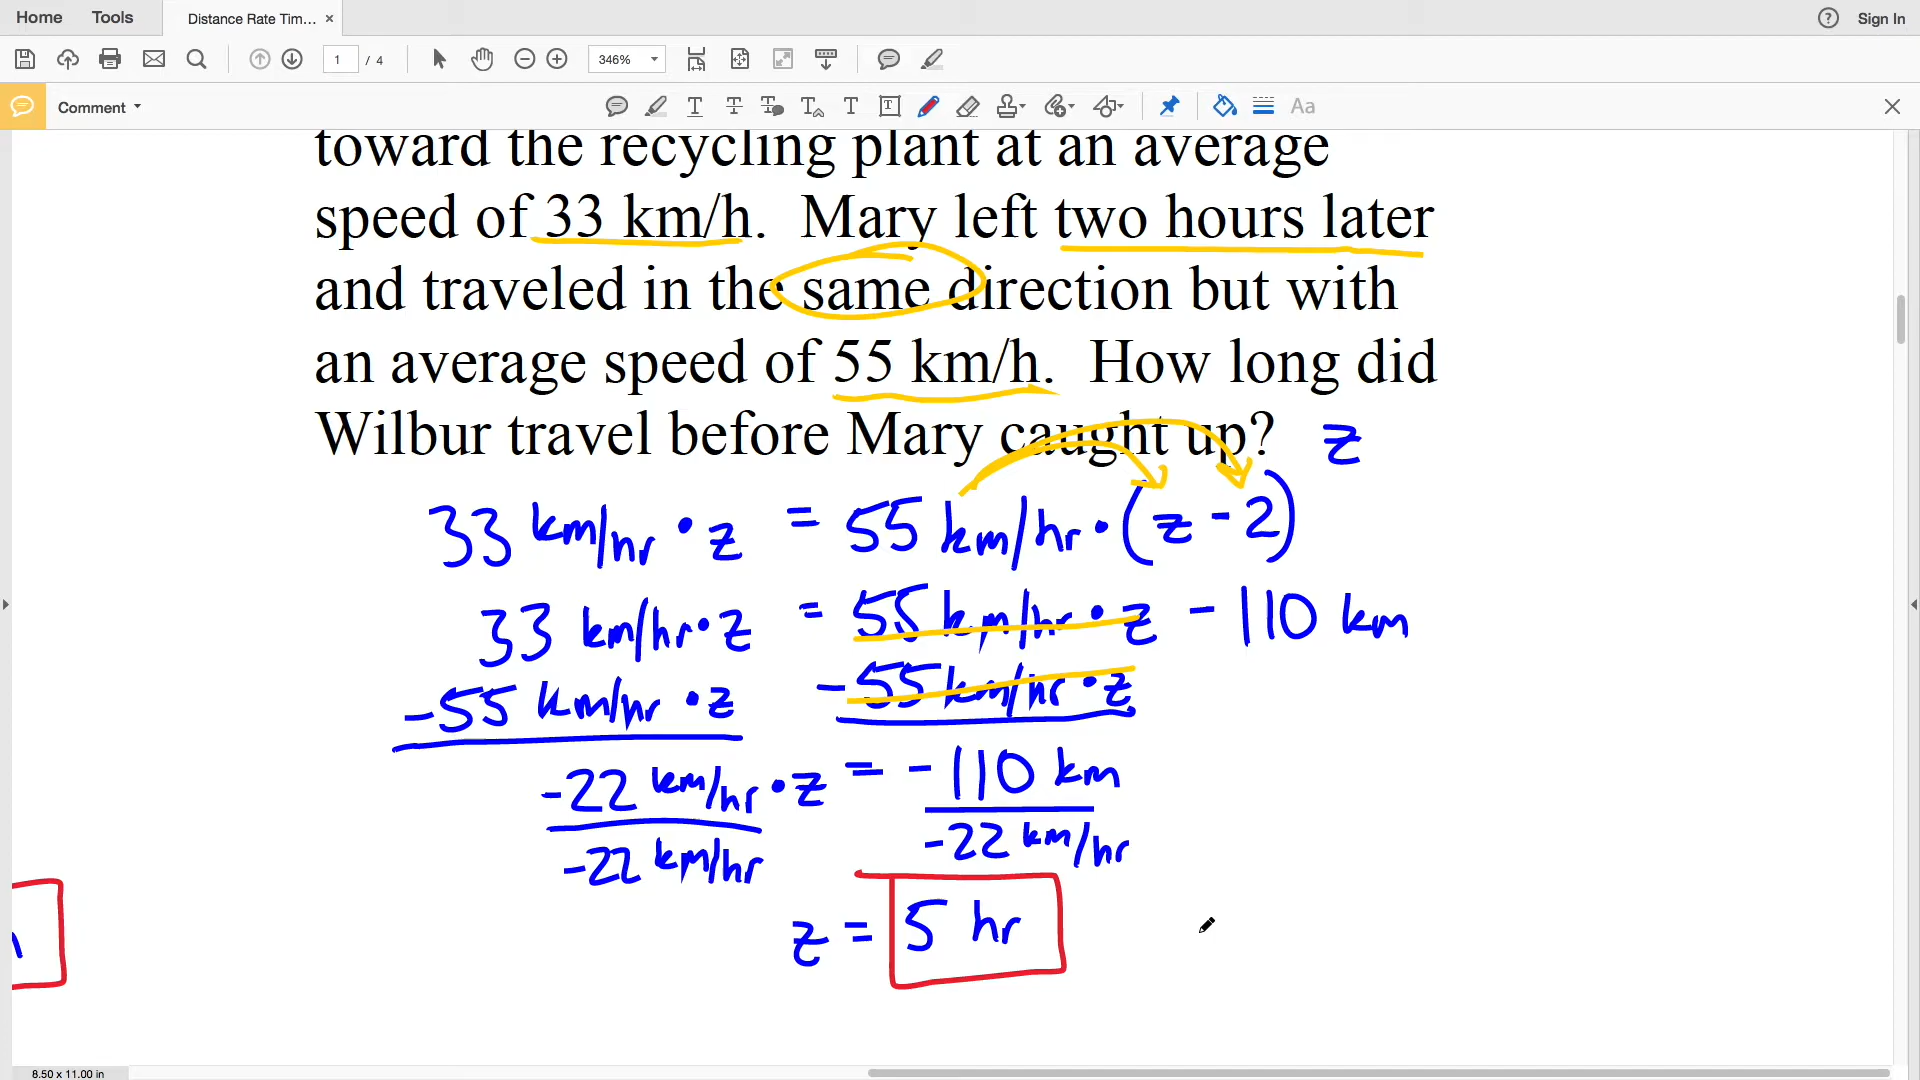 Home Tools Distance Rate Tim... × ? Sign In
1 / 4 346%
Comment T T T T T T Aa
toward the recycling plant at an average
speed of 33 km/h. Mary left two hours later
and traveled in the same direction but with
an average speed of 55 km/h. How long did
Wilbur travel before Mary caught up? z
33 km/hr • z = 55 km/hr • (z - 2)
33 km/hr • z = 55 km/hr • z - 110 km
-55 km/hr • z -55 km/hr • z
-22 km/hr • z = -110 km
-22 km/hr -22 km/hr
z = 5 hr
8.50 x 11.00 in